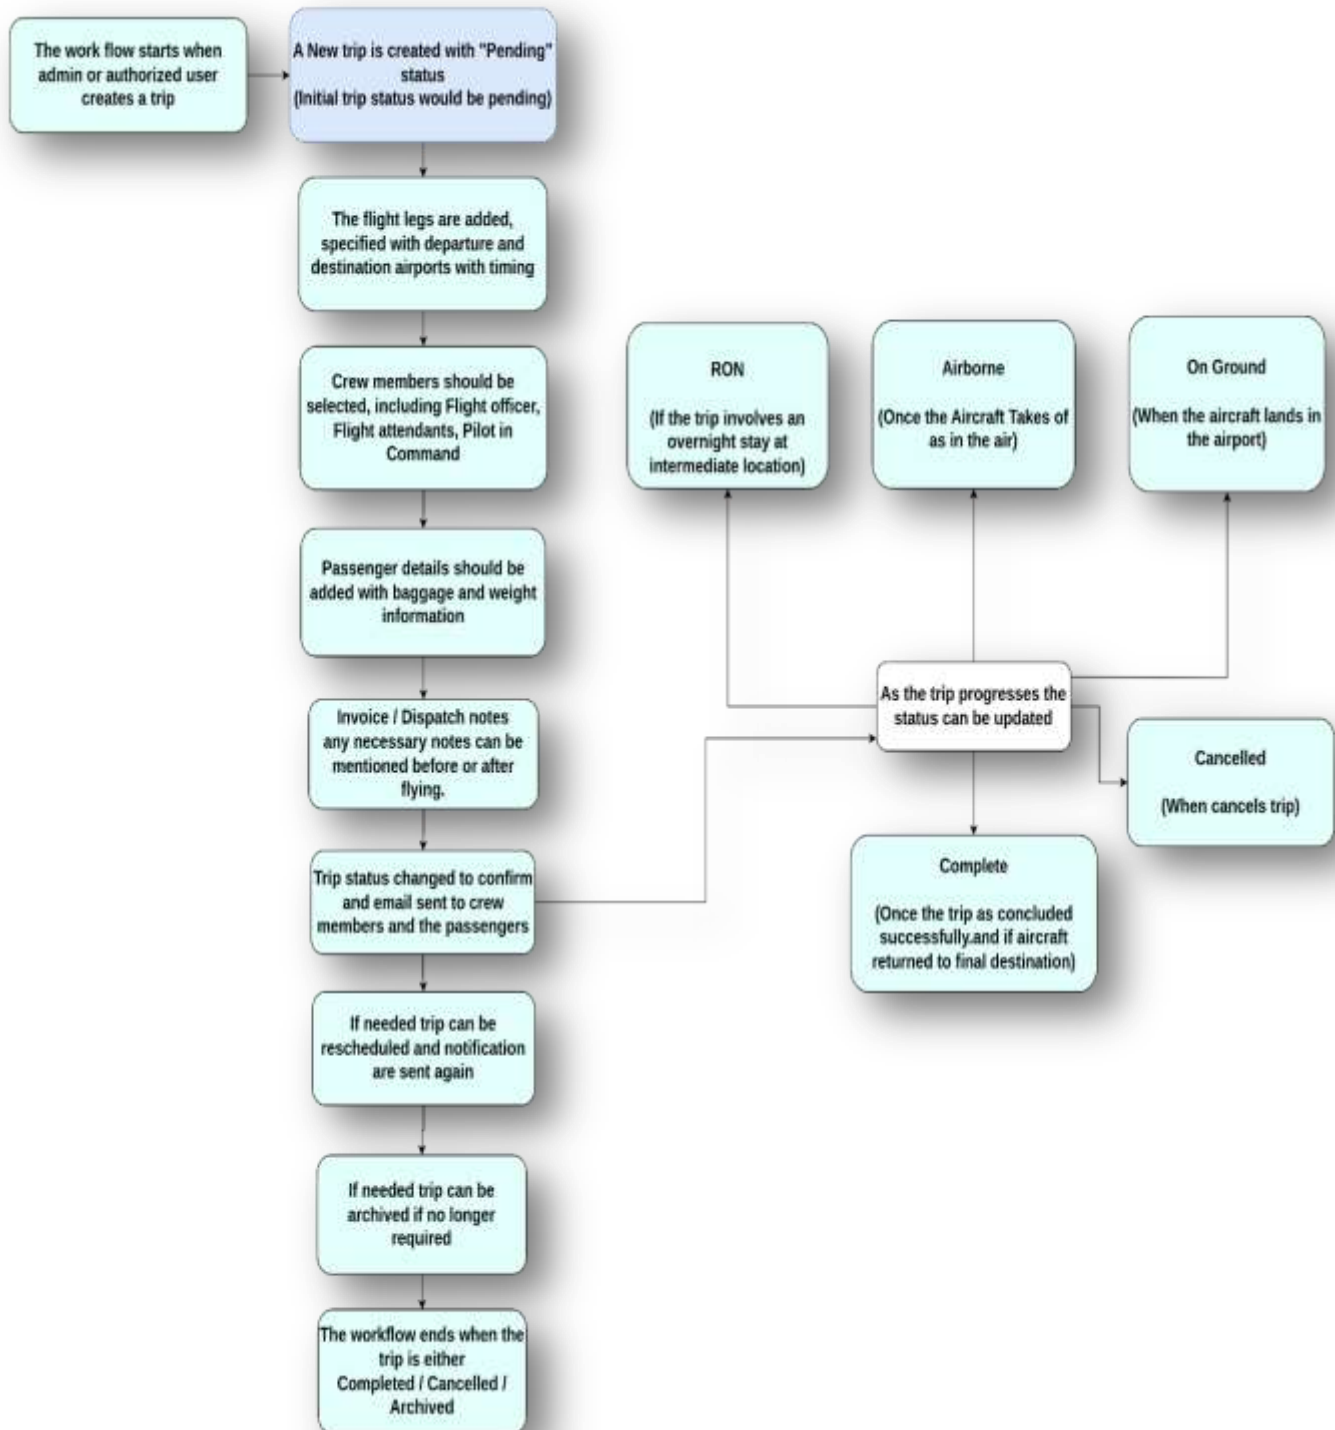 The work flow starts when
admin or authorized user
creates a trip
A New trip is created with "Pending"
status
(Initial trip status would be pending)
The flight legs are added,
specified with departure and
destination airports with timing
Crew members should be
selected, including Flight officer,
Flight attendants, Pilot in
Command
Passenger details should be
added with baggage and weight
information
Invoice / Dispatch notes
any necessary notes can be
mentioned before or after
flying.
Trip status changed to confirm
and email sent to crew
members and the passengers
If needed trip can be
rescheduled and notification
are sent again
If needed trip can be
archived if no longer
required
The workflow ends when the
trip is either
Completed / Cancelled /
Archived
RON
(If the trip involves an
overnight stay at
intermediate location)
Airborne
(Once the Aircraft Takes of
as in the air)
On Ground
(When the aircraft lands in
the airport)
As the trip progresses the
status can be updated
Cancelled
(When cancels trip)
Complete
(Once the trip as concluded
successfully.and if aircraft
returned to final destination)